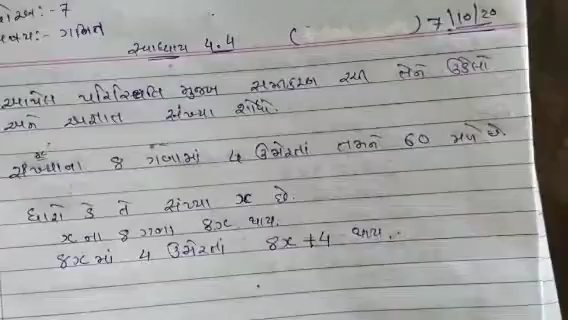 ધોરણ:- 7
વિષય:- ગણિત
સ્વાધ્યાય 4.4 ( ) 7/10/20
આપેલ પરિસ્થિતિ મુજબ સમીકરણ રચી તેને ઉકેલો
અને અજ્ઞાત સંખ્યા શોધો.
સંખ્યાના 8 ગણામાં 4 ઉમેરતાં તમને 60 મળે છે
ધારો કે તે સંખ્યા x છે.
x ના 8 ગણા 8x થાય.
8x માં 4 ઉમેરતાં 8x + 4 થાય.